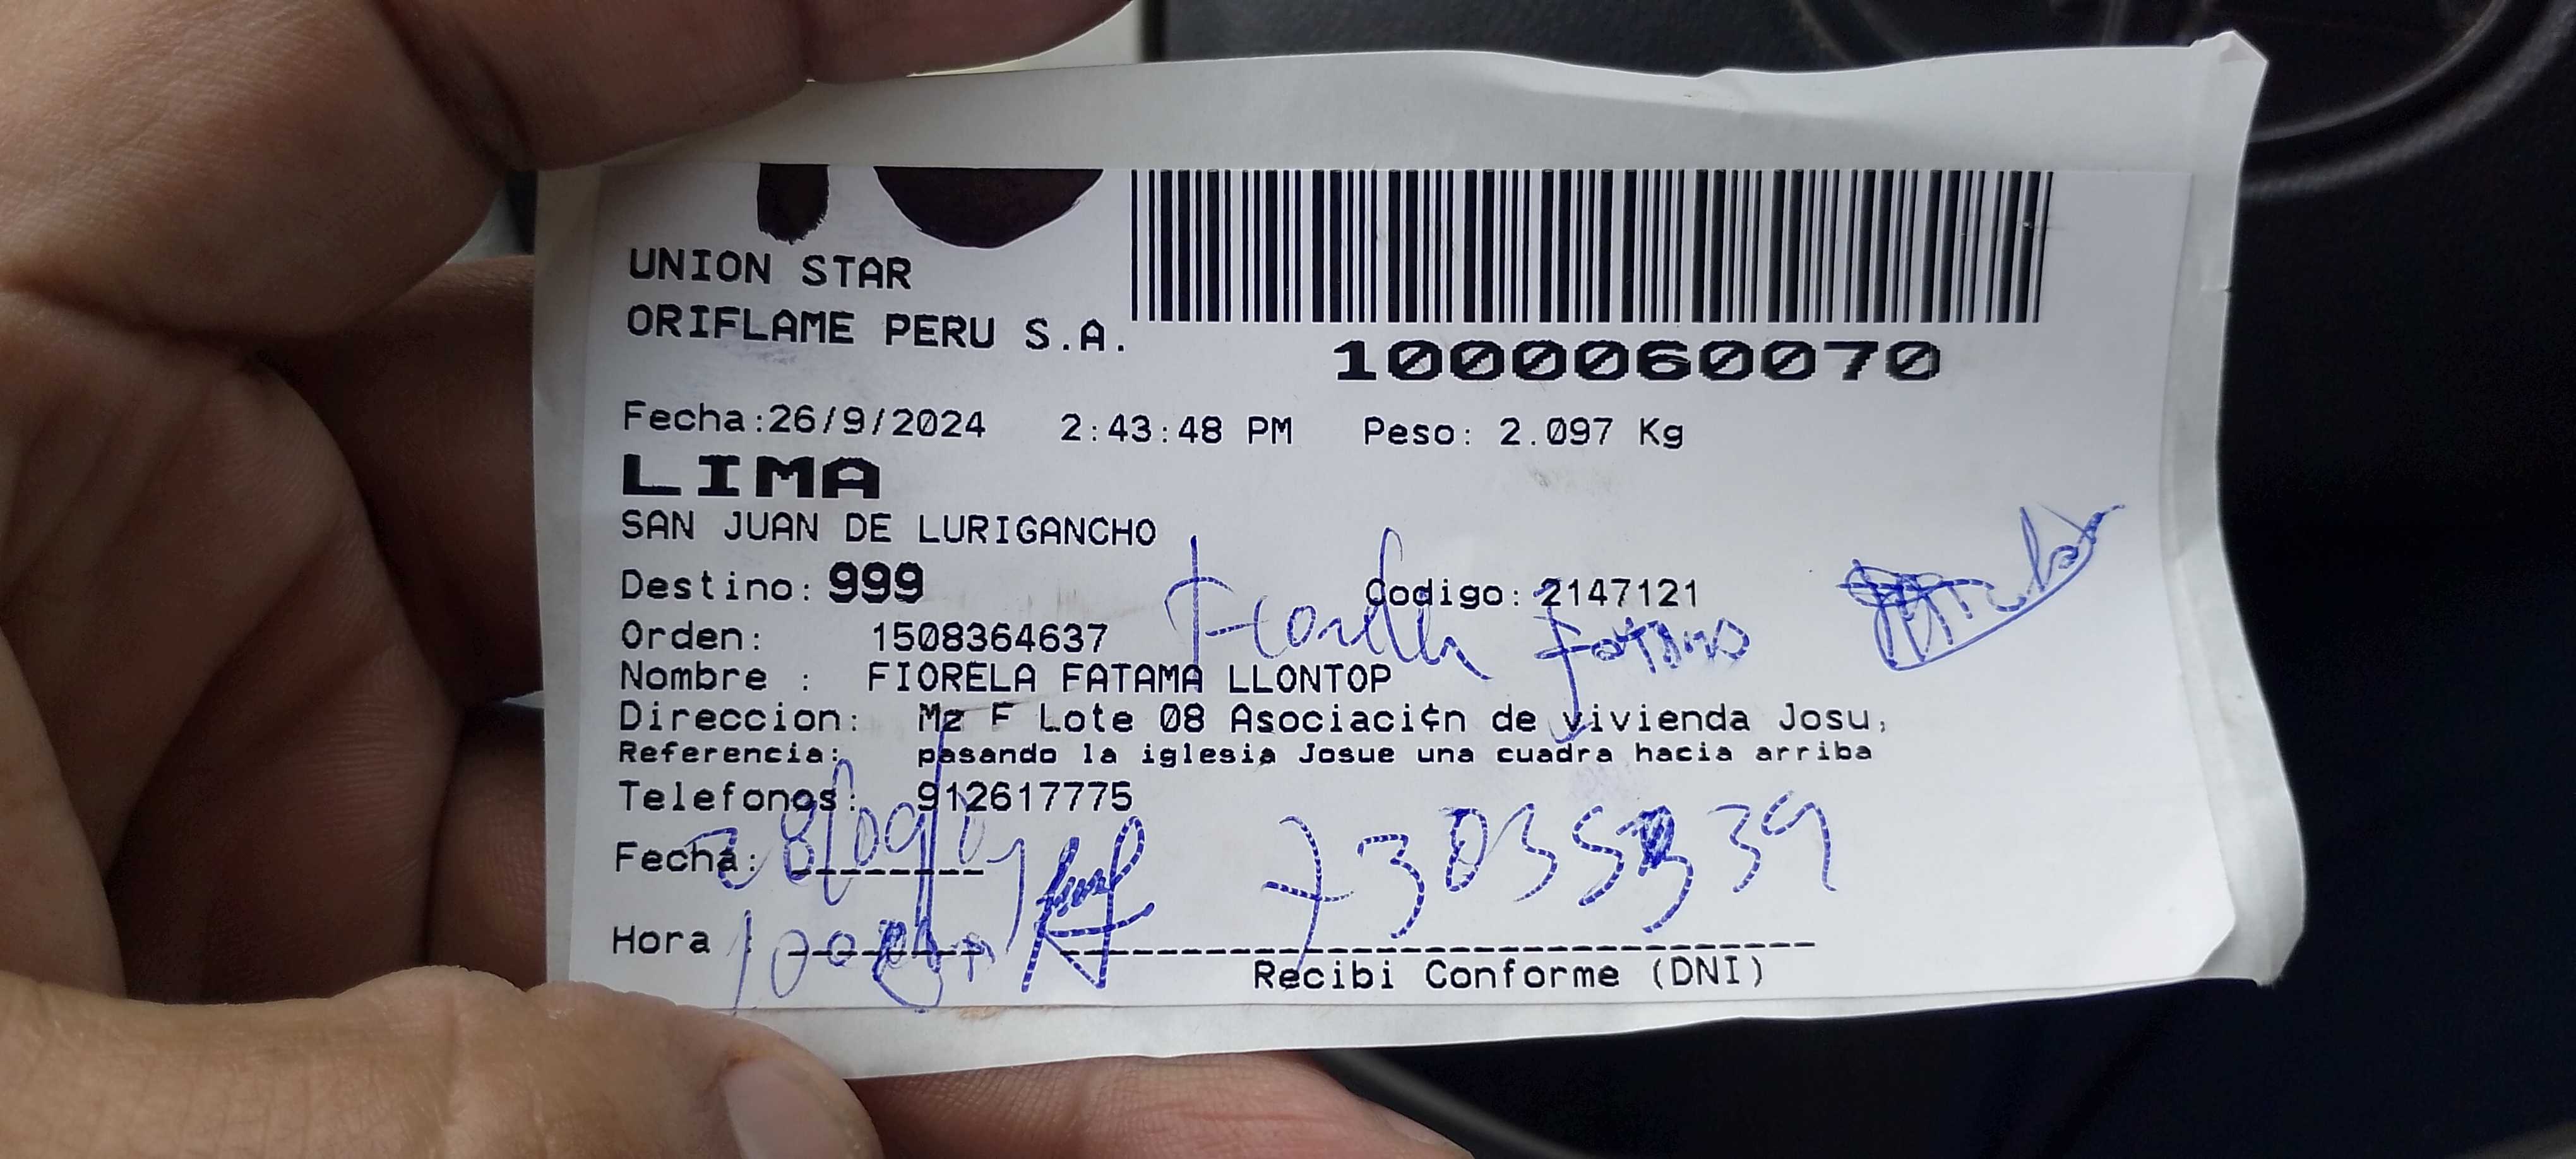 UNION STAR
ORIFLAME PERU S.A.
1000060070
Fecha:26/9/2024 2:43:48 PM Peso: 2.097 Kg
LIMA
SAN JUAN DE LURIGANCHO
Destino: 999 Codigo: 2147121
Orden: 1508364637
Nombre : FIORELA FATAMA LLONTOP
Direccion: Mz F Lote 08 Asociaci¢n de vivienda Josu,
Referencia: pasando la iglesia Josue una cuadra hacia arriba
Telefonos: 912617775
Fecha:
Hora :
Recibi Conforme (DNI)